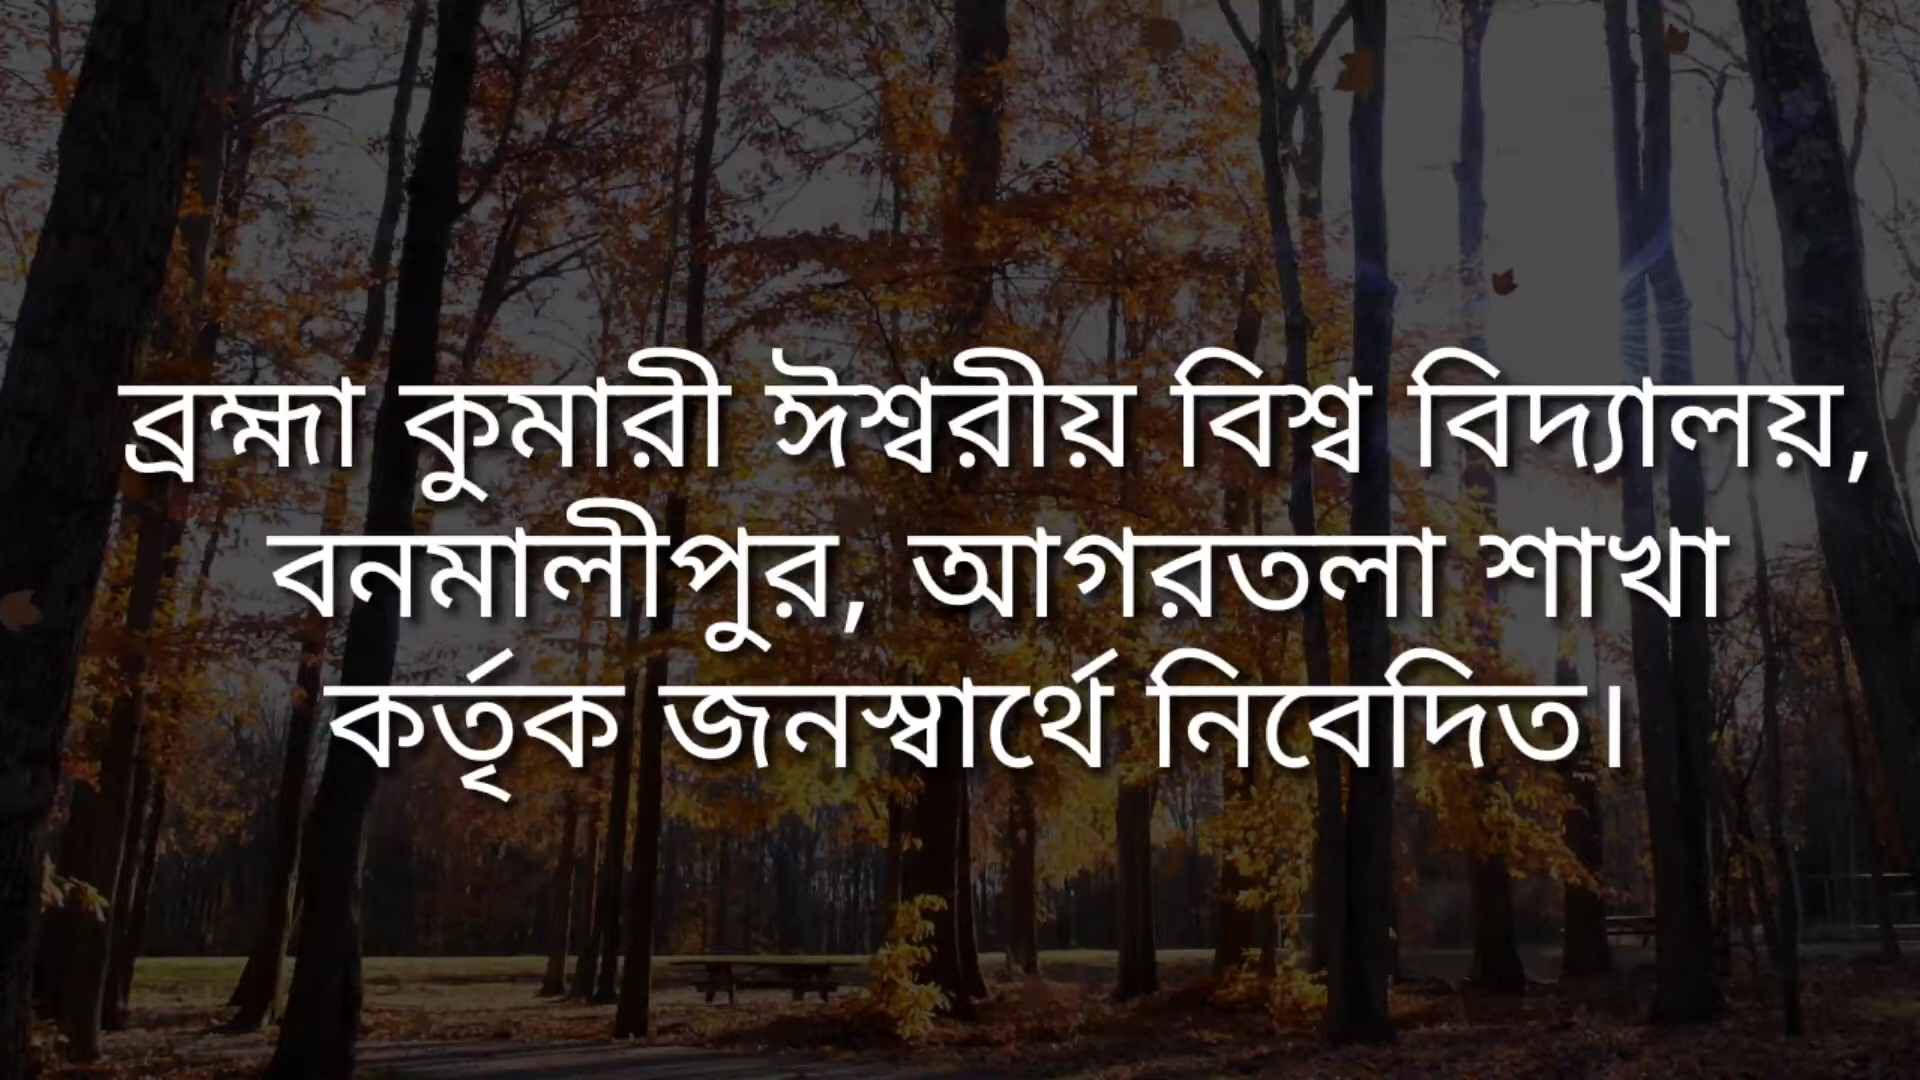 ব্রহ্মা কুমারী ঈশ্বরীয় বিশ্ব বিদ্যালয়,
বনমালীপুর, আগরতলা শাখা
কর্তৃক জনস্বার্থে নিবেদিত।